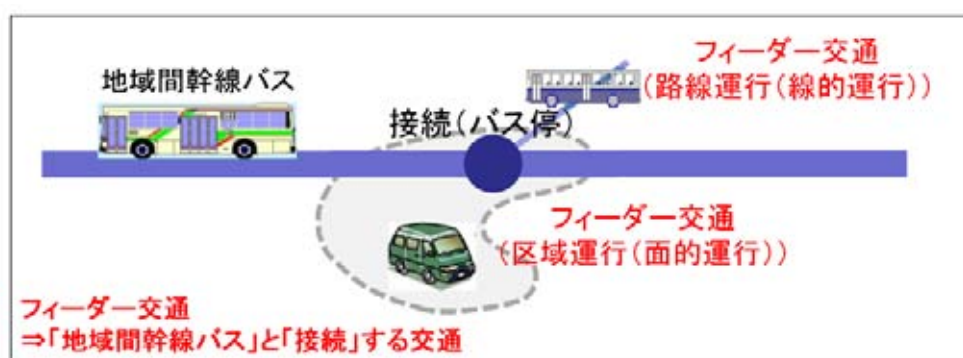 地域間幹線バス
フィーダー交通
(路線運行(線的運行))
接続(バス停)
フィーダー交通
(区域運行(面的運行))
フィーダー交通
⇒「地域間幹線バス」と「接続」する交通